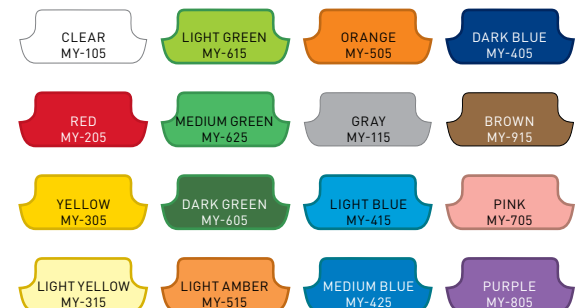 CLEAR
MY-105
LIGHT GREEN
MY-615
ORANGE
MY-505
DARK BLUE
MY-405
RED
MY-205
MEDIUM GREEN
MY-625
GRAY
MY-115
BROWN
MY-915
YELLOW
MY-305
DARK GREEN
MY-605
LIGHT BLUE
MY-415
PINK
MY-705
LIGHT YELLOW
MY-315
LIGHT AMBER
MY-515
MEDIUM BLUE
MY-425
PURPLE
MY-805